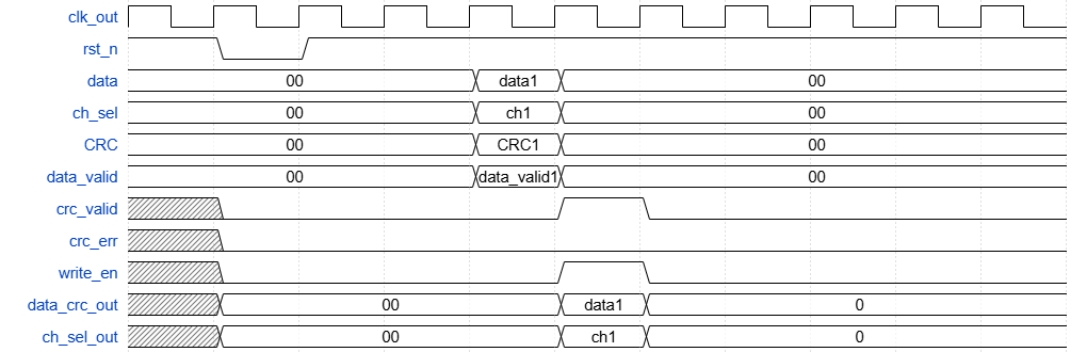 clk_out
rst_n
data 00 data1 00
ch_sel 00 ch1 00
CRC 00 CRC1 00
data_valid 00 data_valid1 00
crc_valid
crc_err
write_en
data_crc_out 00 data1 0
ch_sel_out 00 ch1 0